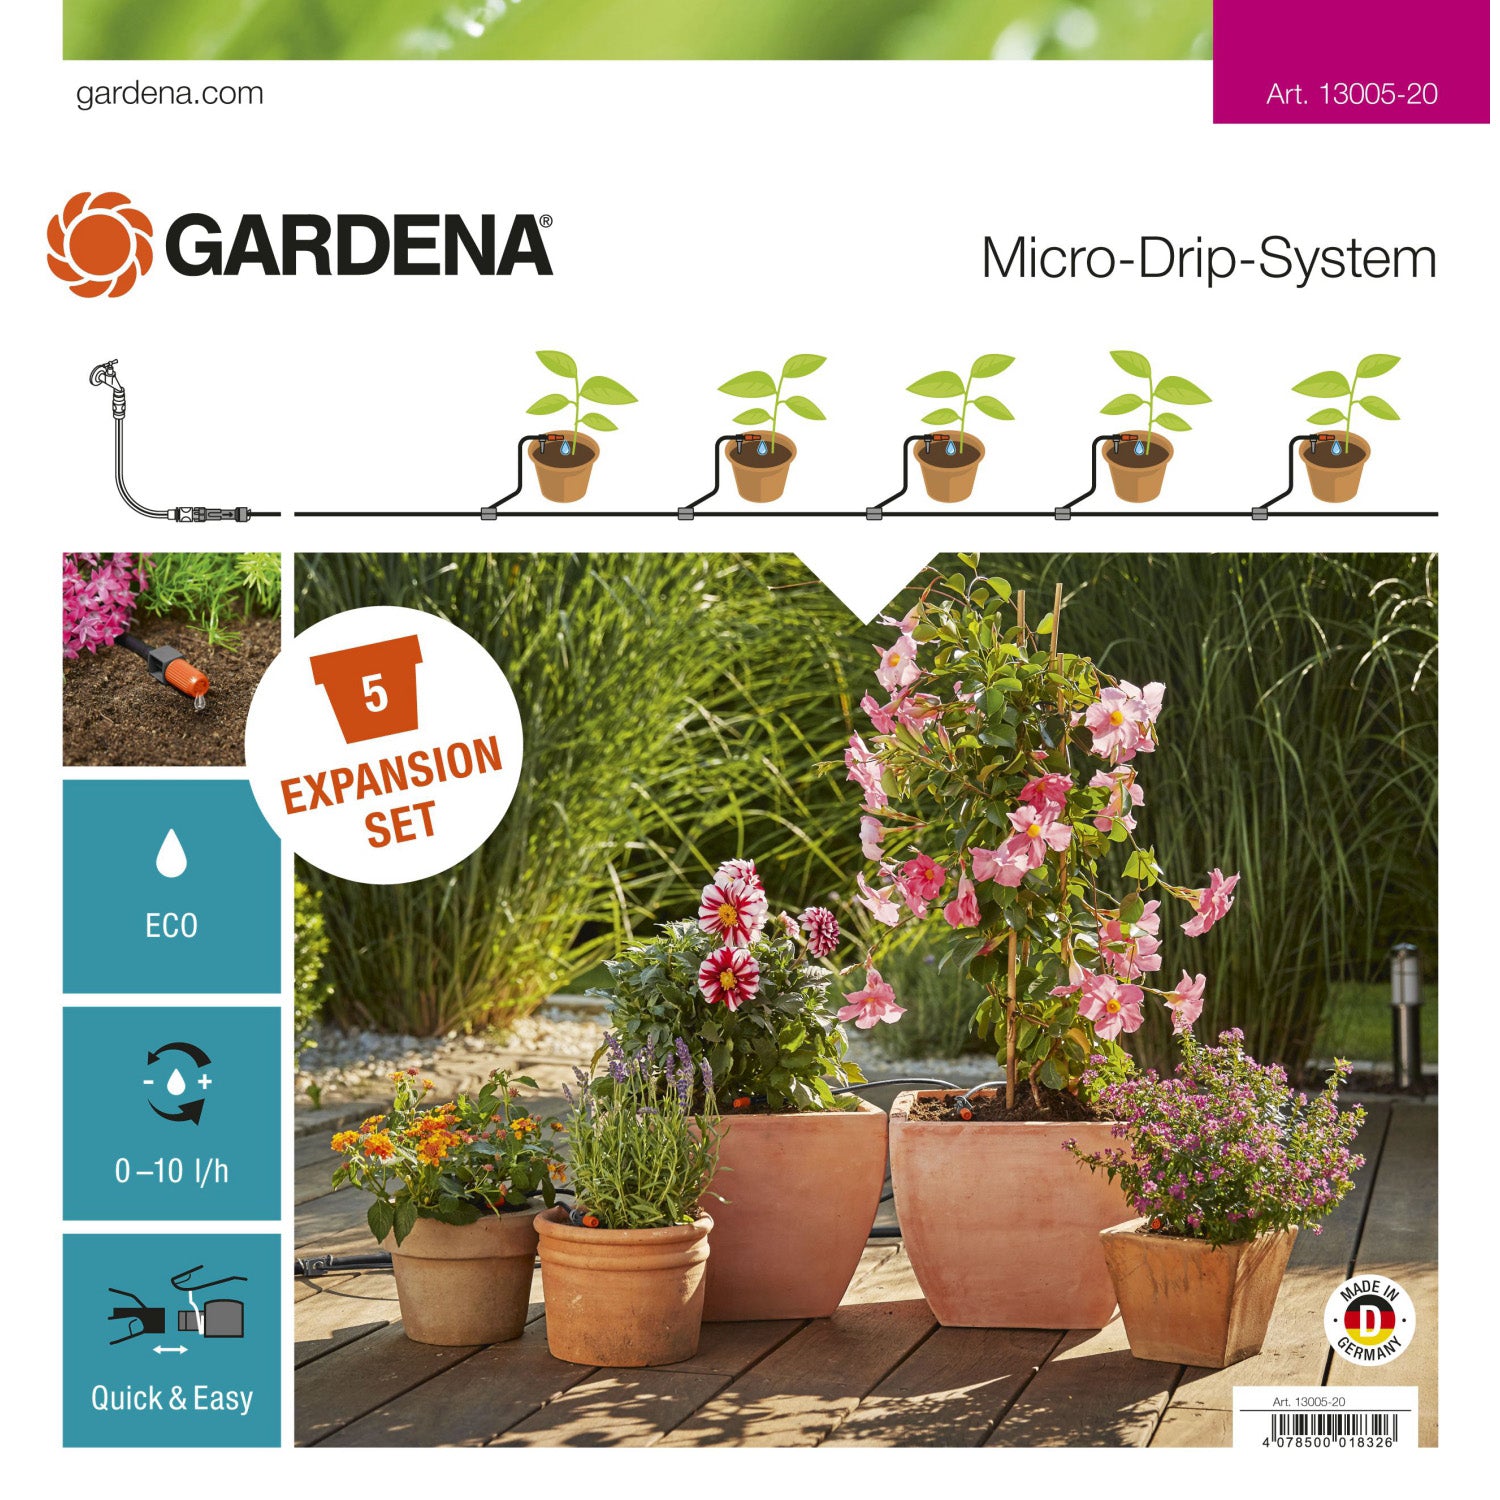 gardena.com
Art. 13005-20
GARDENA®
Micro-Drip-System
5
EXPANSION
SET
ECO
- +
0–10 l/h
Quick & Easy
MADE IN
D
GERMANY
Art. 13005-20
4 078500 018326